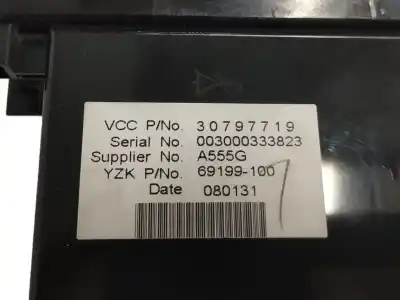 VCC P/No. 30797719
Serial No. 003000333823
Supplier No. A555G
YZK P/No. 69199-100
Date 080131